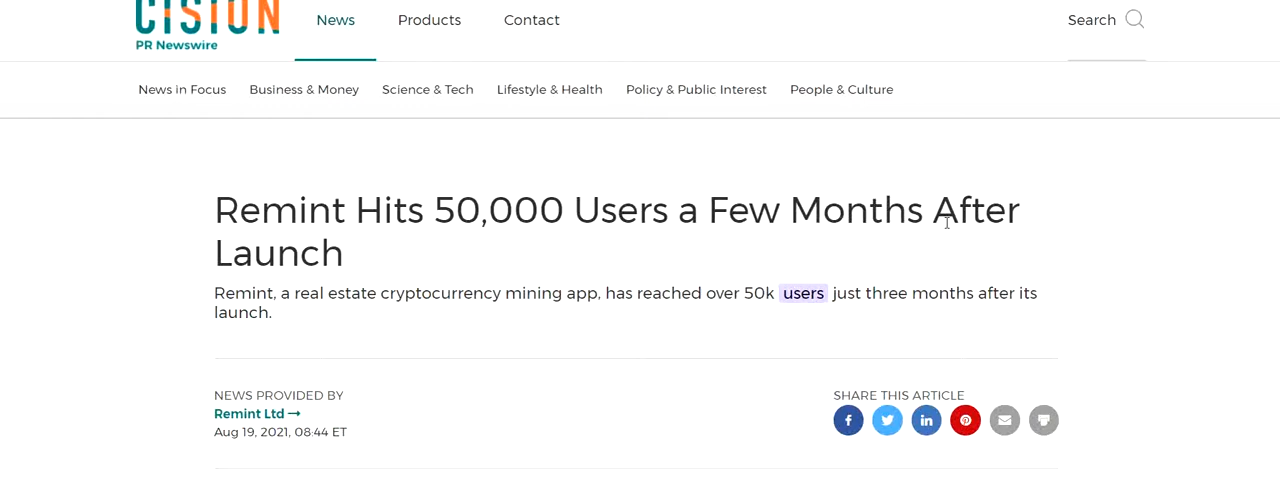 CISION
PR Newswire
News Products Contact Search
News in Focus Business & Money Science & Tech Lifestyle & Health Policy & Public Interest People & Culture
Remint Hits 50,000 Users a Few Months After
Launch
Remint, a real estate cryptocurrency mining app, has reached over 50k users just three months after its
launch.
NEWS PROVIDED BY
Remint Ltd →
Aug 19, 2021, 08:44 ET
SHARE THIS ARTICLE